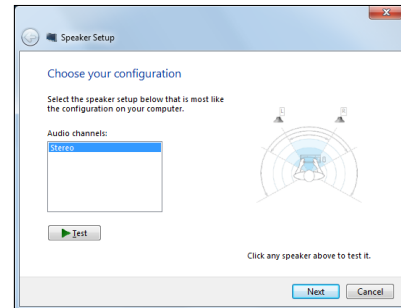 Speaker Setup
Choose your configuration
Select the speaker setup below that is most like
the configuration on your computer.
Audio channels:
Stereo
L
R
Test
Click any speaker above to test it.
Next
Cancel